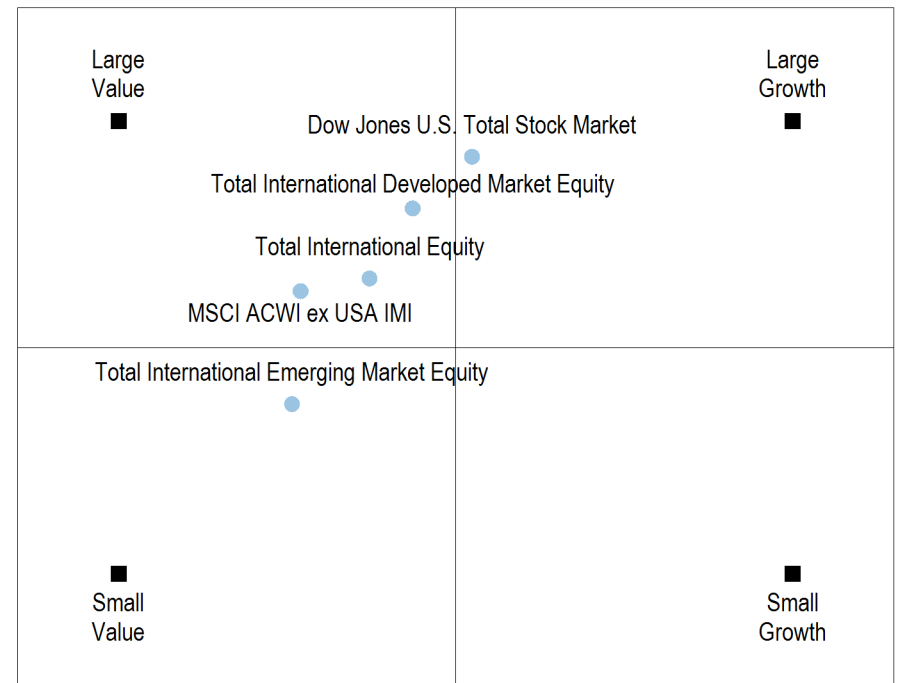 Large
Value
Large
Growth
Dow Jones U.S. Total Stock Market
Total International Developed Market Equity
Total International Equity
MSCI ACWI ex USA IMI
Total International Emerging Market Equity
Small
Value
Small
Growth